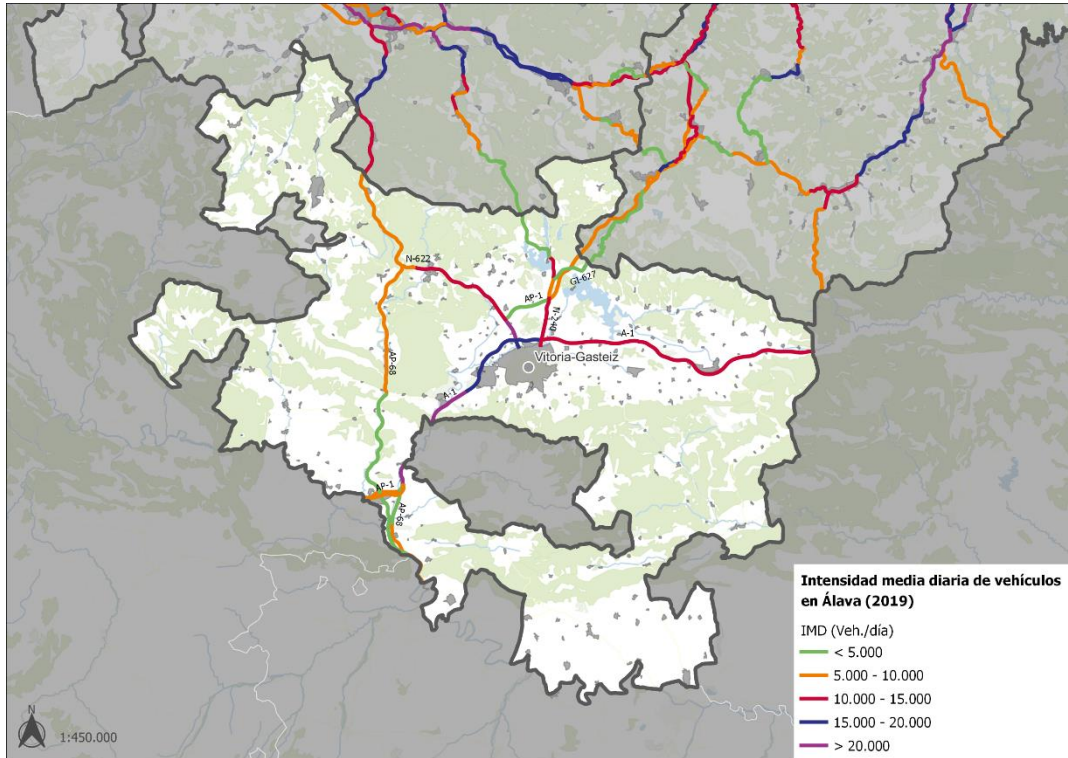 N-622
AP-1
GI-627
N-240
A-1
Vitoria-Gasteiz
AP-68
A-1
AP-1
AP-68
Intensidad media diaria de vehículos
en Álava (2019)
IMD (Veh./día)
< 5.000
5.000 - 10.000
10.000 - 15.000
15.000 - 20.000
> 20.000
N
1:450.000